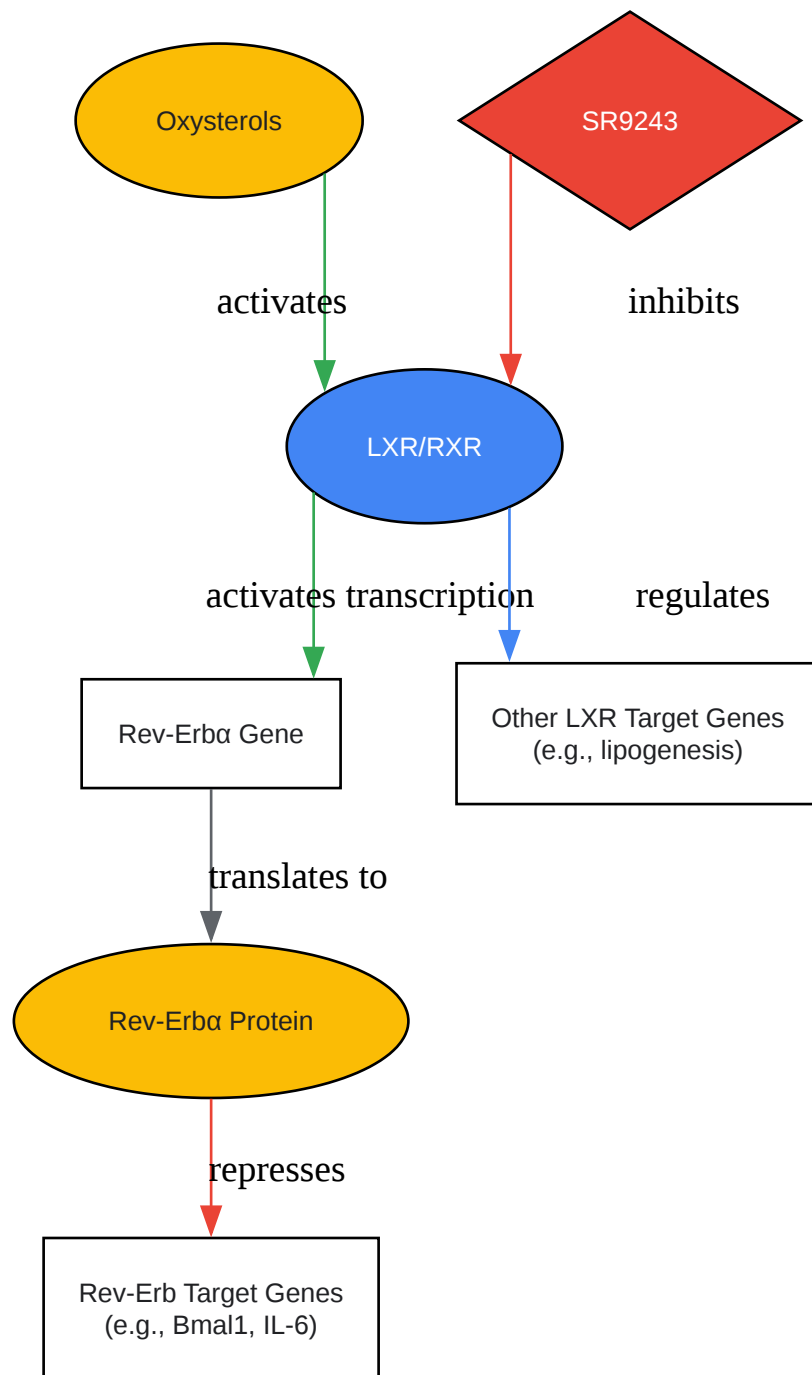 Oxysterols
SR9243
activates
inhibits
LXR/RXR
activates transcription
regulates
Rev-Erbα Gene
Other LXR Target Genes
(e.g., lipogenesis)
translates to
Rev-Erbα Protein
represses
Rev-Erb Target Genes
(e.g., Bmal1, IL-6)